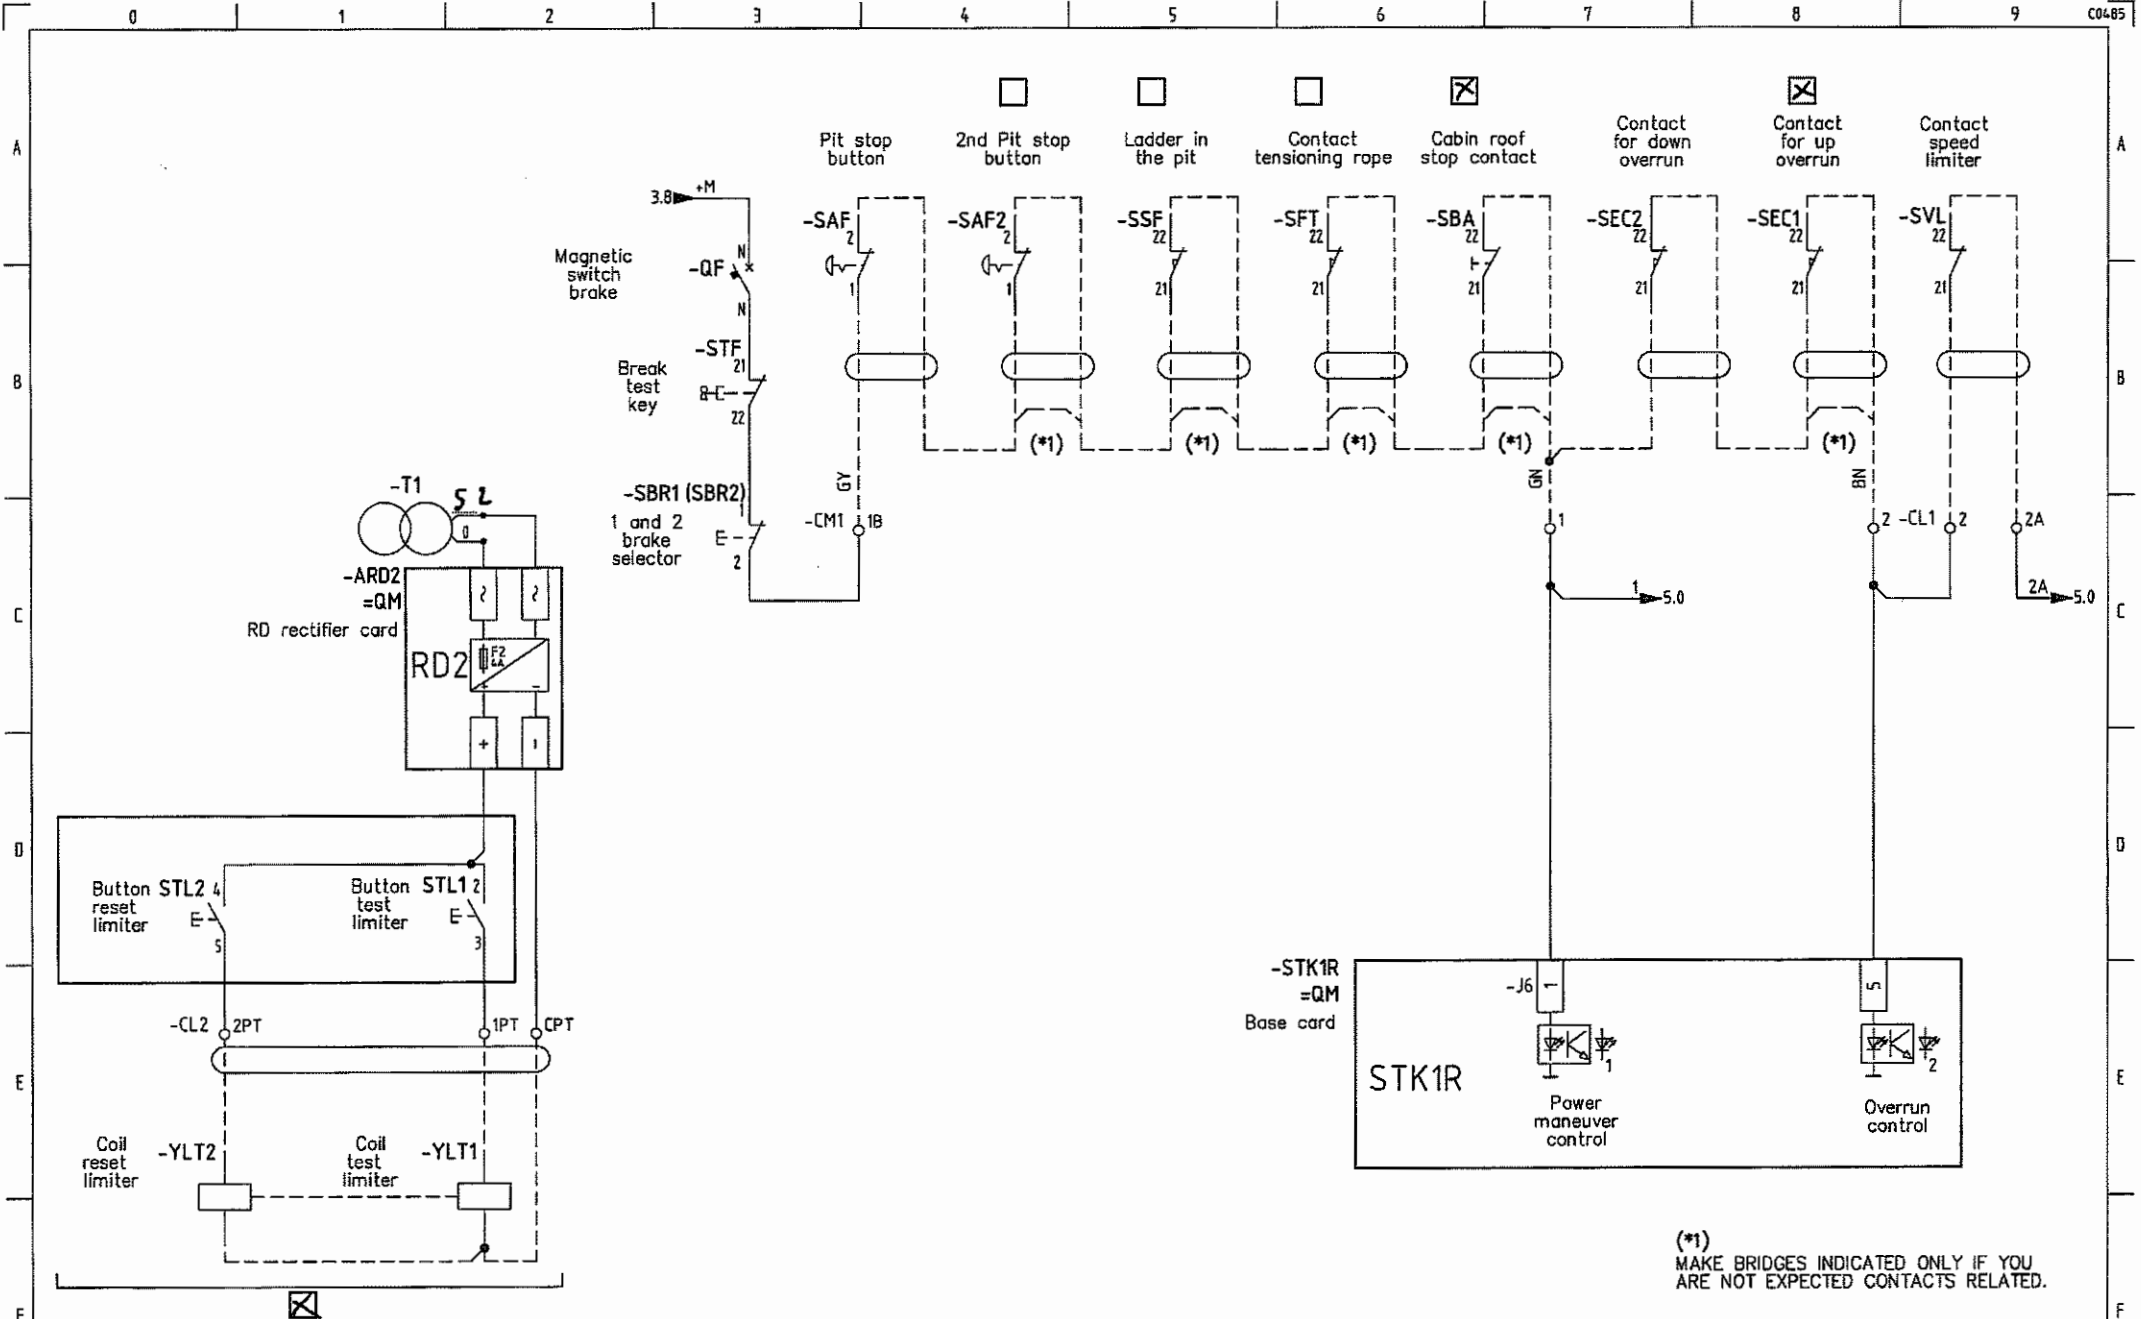 0 1 2 3 4 5 6 7 8 9 C0485
A
Pit stop
button
2nd Pit stop
button
Ladder in
the pit
Contact
tensioning rope
Cabin roof
stop contact
Contact
for down
overrun
Contact
for up
overrun
Contact
speed
limiter
A
3.8 +M
-SAF
2
1
-SAF2
2
1
-SSF
22
21
-SFT
22
21
-SBA
22
21
-SEC2
22
21
-SEC1
22
21
-SVL
22
21
Magnetic
switch
brake
-QF
N
N
B
Break
test
key
-STF
21
22
B
(*1) (*1) (*1) (*1) (*1)
GY
GN
BN
-SBR1 (SBR2)
1
1 and 2
brake
selector
2
-CM1 1B
1
2 -CL1 2 2A
1 5.0
2A 5.0
-T1
52
0
C
-ARD2
=QM
RD rectifier card
~ ~
RD2
F2
4A
+ -
+ -
C
D
Button
reset
limiter
STL2 4
5
Button
test
limiter
STL1 2
3
D
-CL2 2PT 1PT CPT
-STK1R
=QM
Base card
-J6 1
5
STK1R
1
2
Power
maneuver
control
Overrun
control
E
E
Coil
reset
limiter
-YLT2
Coil
test
limiter
-YLT1
(*1)
MAKE BRIDGES INDICATED ONLY IF YOU
ARE NOT EXPECTED CONTACTS RELATED.
F
F